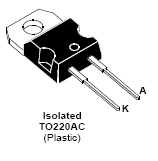 A
K
Isolated
TO220AC
(Plastic)